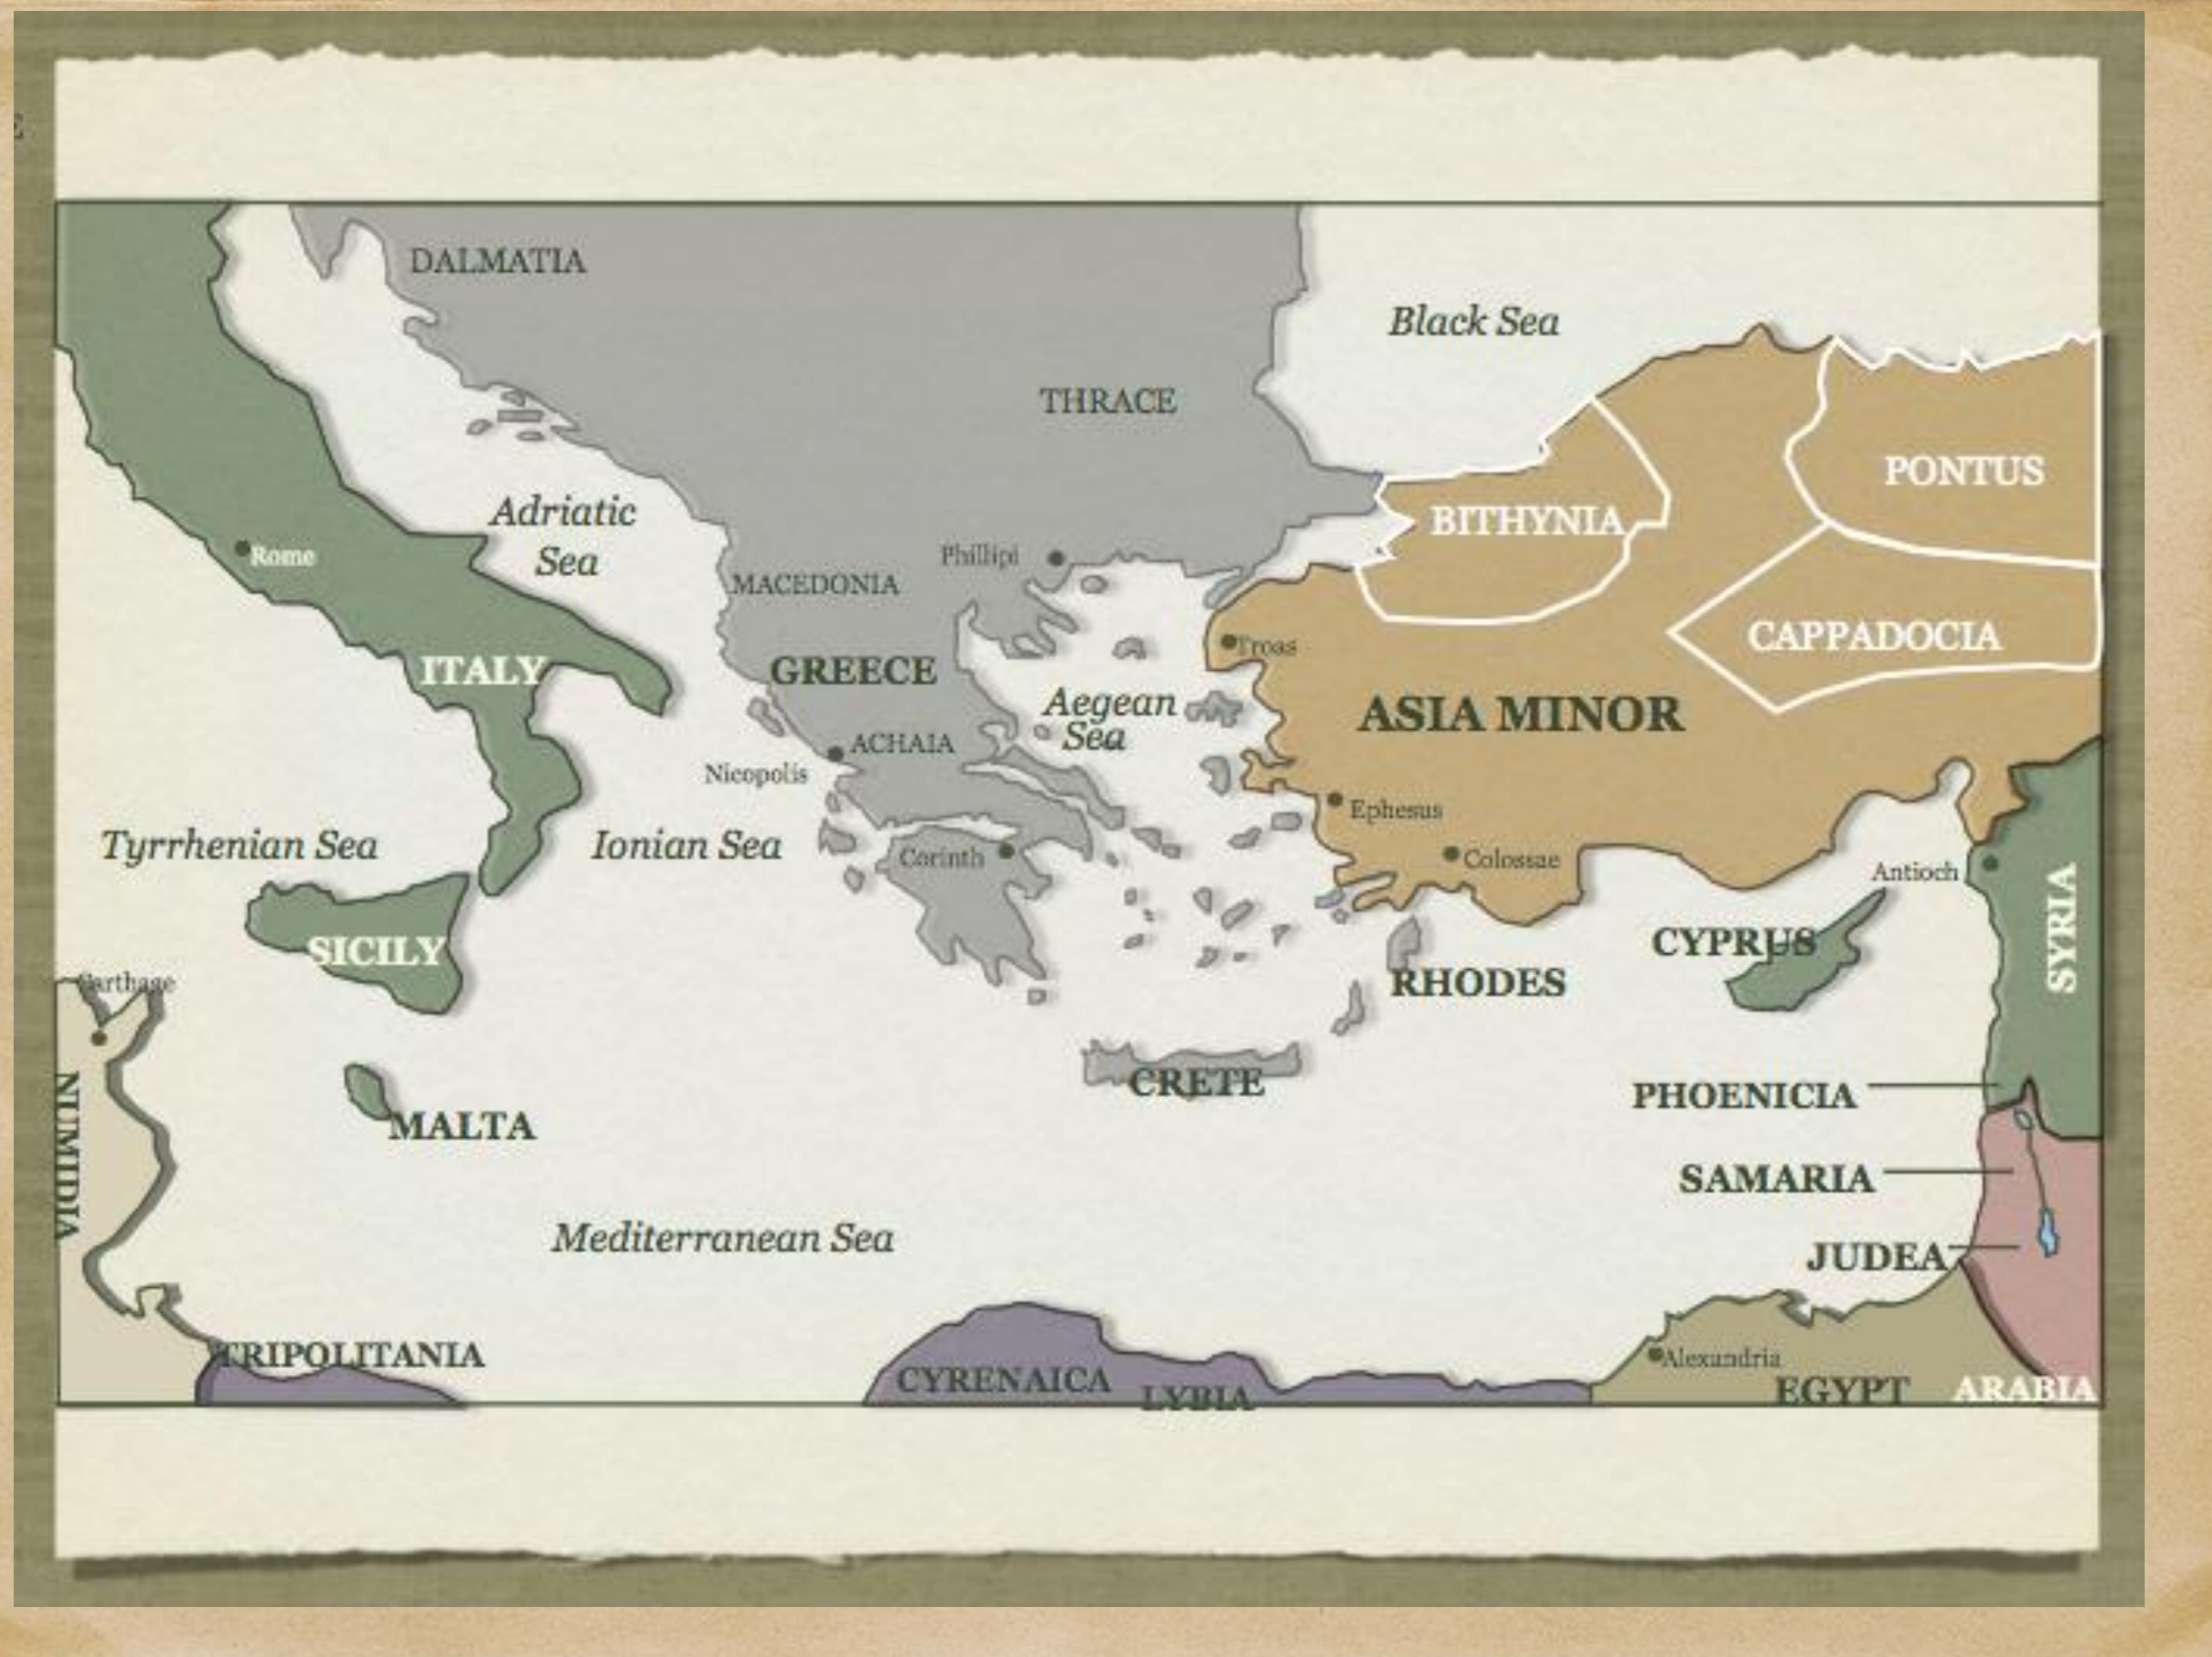 E
DALMATIA
Black Sea
THRACE
PONTUS
Adriatic
Sea
BITHYNIA
Rome
Phillipi
MACEDONIA
CAPPADOCIA
Troas
ITALY
GREECE
Aegean
Sea
ASIA MINOR
ACHAIA
Nicopolis
Ephesus
Tyrrhenian Sea
Ionian Sea
Corinth
Colossae
Antioch
SYRIA
SICILY
CYPRUS
Carthage
RHODES
CRETE
PHOENICIA
MALTA
NUMIDIA
SAMARIA
Mediterranean Sea
JUDEA
TRIPOLITANIA
Alexandria
CYRENAICA
LYBIA
EGYPT
ARABIA